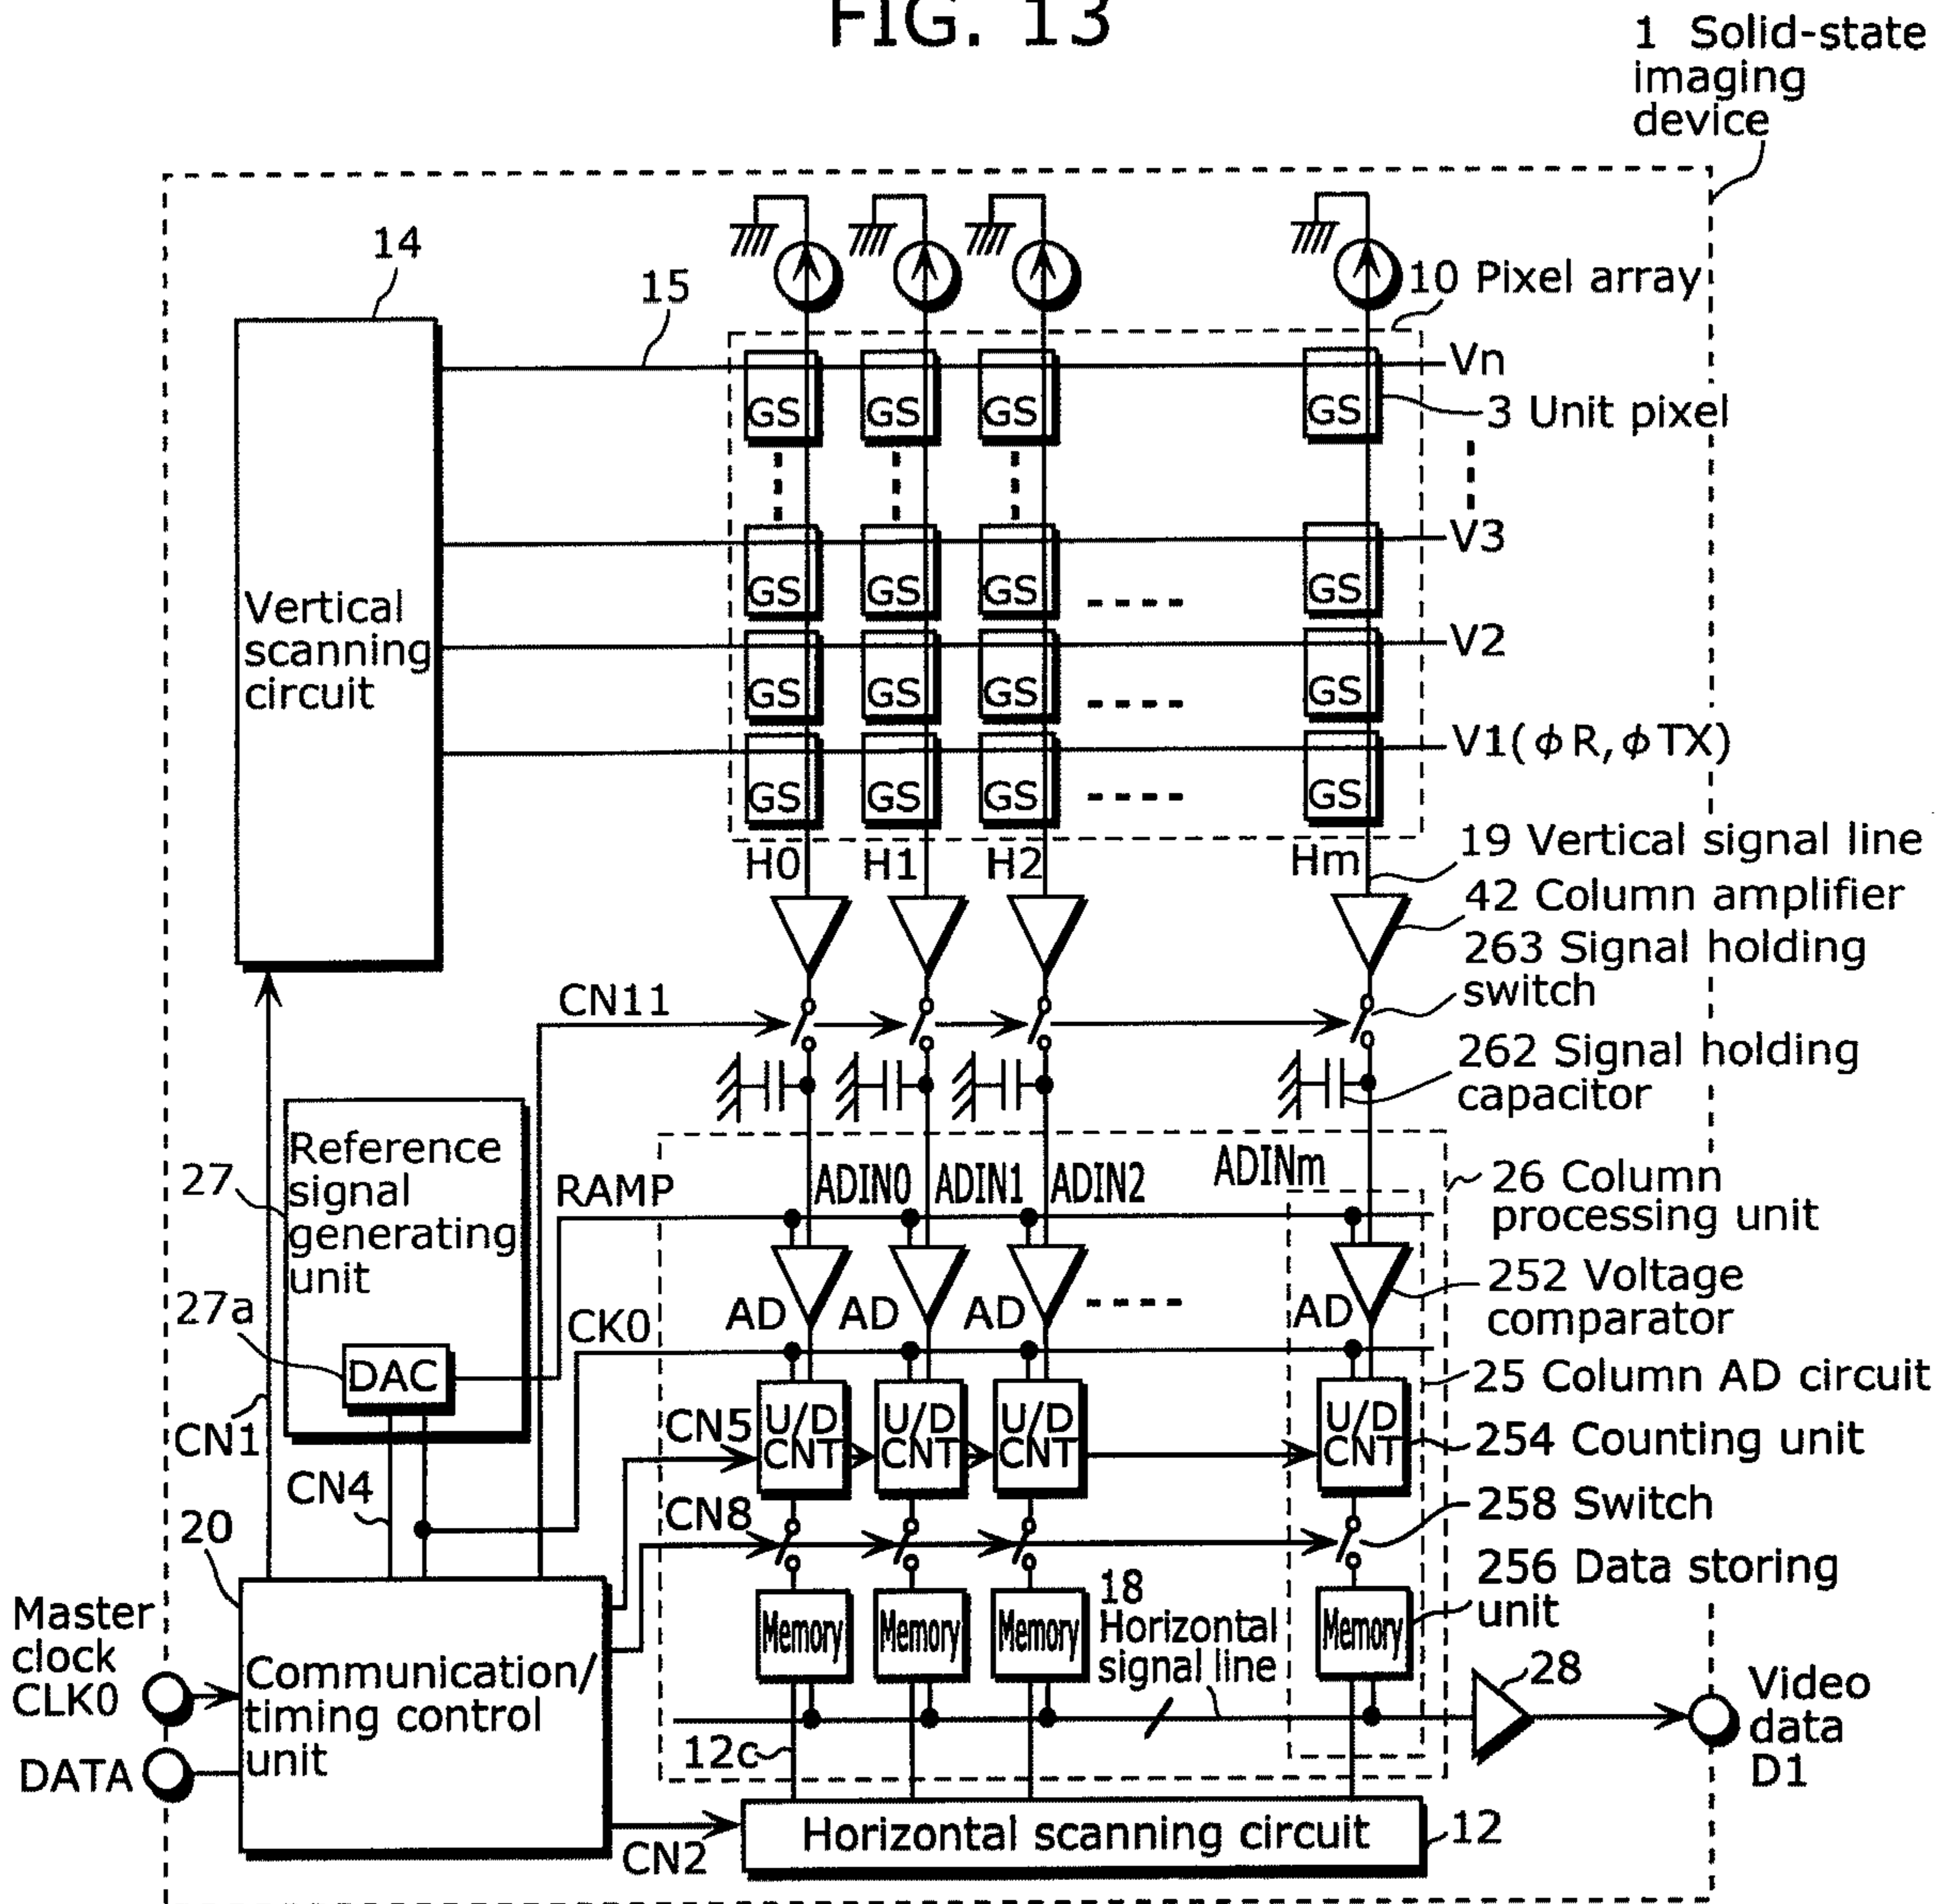 FIG. 13
1 Solid-state
imaging
device
14
15
10 Pixel array
Vn
GS GS GS GS
3 Unit pixel
V3
GS GS GS GS
Vertical
scanning
circuit
V2
GS GS GS GS
V1(ϕR,ϕTX)
GS GS GS GS
H0 H1 H2 Hm
19 Vertical signal line
42 Column amplifier
263 Signal holding
switch
CN11
262 Signal holding
capacitor
27
Reference
signal
generating
unit
RAMP
ADIN0 ADIN1 ADIN2 ADINm
26 Column
processing unit
252 Voltage
comparator
AD AD AD AD
27a
DAC
CK0
25 Column AD circuit
CN1
CN5
U/D
CNT
U/D
CNT
U/D
CNT
U/D
CNT
254 Counting unit
CN4
CN8
258 Switch
20
256 Data storing
unit
Memory Memory Memory Memory
18
Horizontal
signal line
Master
clock
CLK0
Communication/
timing control
unit
DATA
28
Video
data
D1
12c
CN2
Horizontal scanning circuit
12